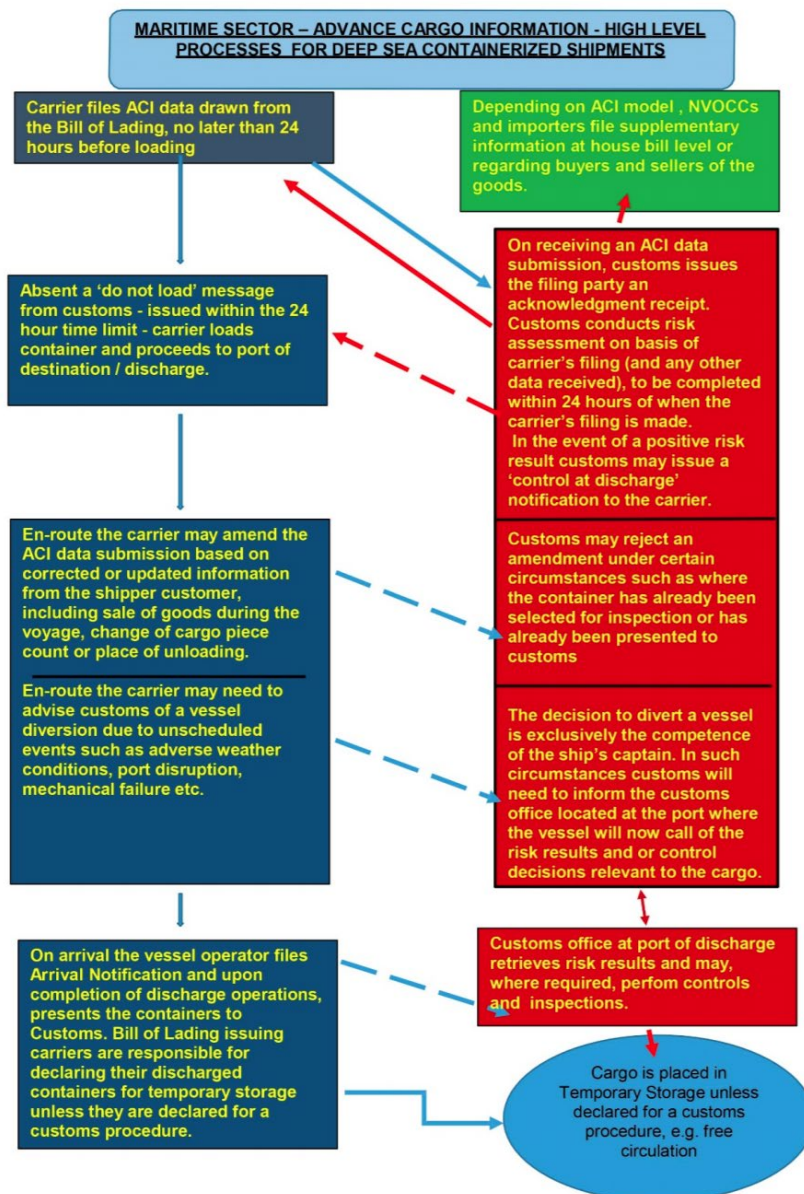 MARITIME SECTOR – ADVANCE CARGO INFORMATION - HIGH LEVEL
PROCESSES FOR DEEP SEA CONTAINERIZED SHIPMENTS
Carrier files ACI data drawn from
the Bill of Lading, no later than 24
hours before loading
Depending on ACI model , NVOCCs
and importers file supplementary
information at house bill level or
regarding buyers and sellers of the
goods.
On receiving an ACI data
submission, customs issues
the filing party an
acknowledgment receipt.
Customs conducts risk
assessment on basis of
carrier's filing (and any other
data received), to be completed
within 24 hours of when the
carrier's filing is made.
In the event of a positive risk
result customs may issue a
'control at discharge'
notification to the carrier.
Absent a 'do not load' message
from customs - issued within the 24
hour time limit - carrier loads
container and proceeds to port of
destination / discharge.
En-route the carrier may amend the
ACI data submission based on
corrected or updated information
from the shipper customer,
including sale of goods during the
voyage, change of cargo piece
count or place of unloading.
Customs may reject an
amendment under certain
circumstances such as where
the container has already been
selected for inspection or has
already been presented to
customs
En-route the carrier may need to
advise customs of a vessel
diversion due to unscheduled
events such as adverse weather
conditions, port disruption,
mechanical failure etc.
The decision to divert a vessel
is exclusively the competence
of the ship's captain. In such
circumstances customs will
need to inform the customs
office located at the port where
the vessel will now call of the
risk results and or control
decisions relevant to the cargo.
On arrival the vessel operator files
Arrival Notification and upon
completion of discharge operations,
presents the containers to
Customs. Bill of Lading issuing
carriers are responsible for
declaring their discharged
containers for temporary storage
unless they are declared for a
customs procedure.
Customs office at port of discharge
retrieves risk results and may,
where required, perfom controls
and inspections.
Cargo is placed in
Temporary Storage unless
declared for a customs
procedure, e.g. free
circulation